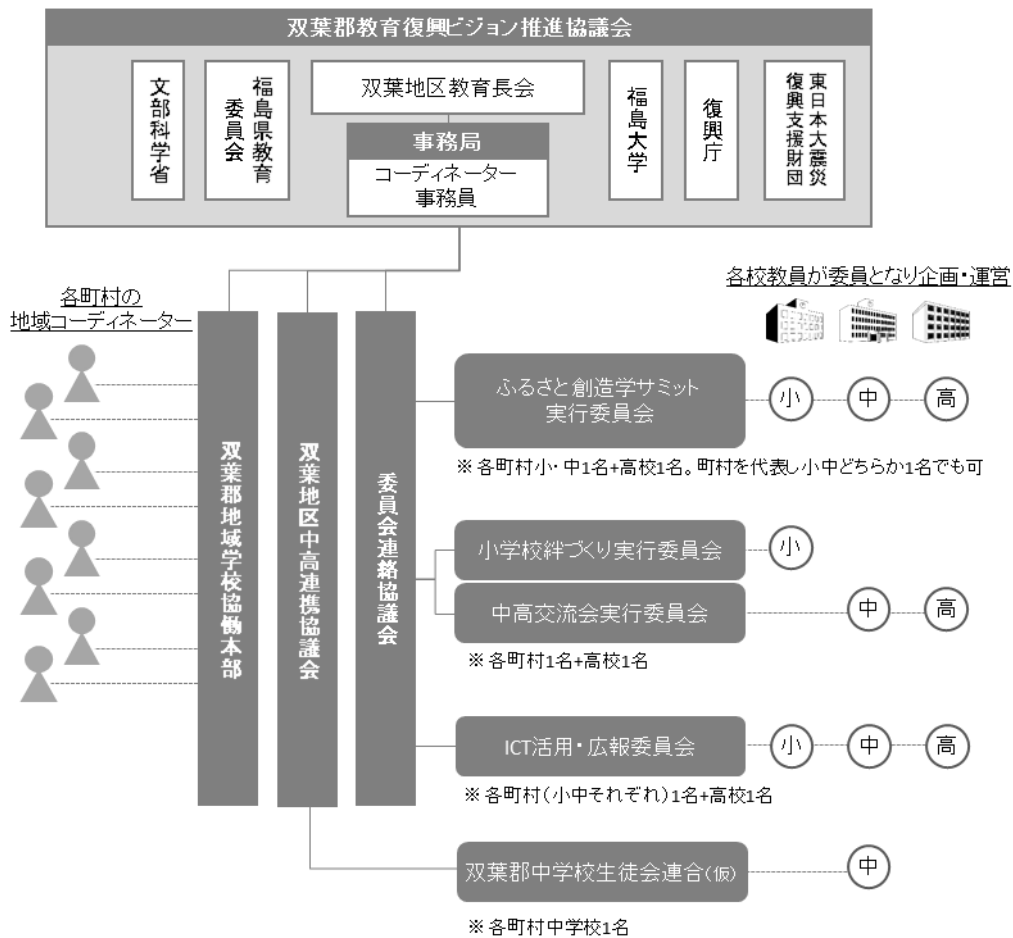 双葉郡教育復興ビジョン推進協議会
文部科学省
福島県教育
委員会
双葉地区教育長会
事務局
コーディネーター
事務員
福島大学
復興庁
東日本大震災
復興支援財団
各町村の
地域コーディネーター
各校教員が委員となり企画・運営
双葉郡地域学校協働本部
双葉地区中高連携協議会
委員会連絡協議会
ふるさと創造学サミット
実行委員会
小
中
高
※各町村小・中1名+高校1名。町村を代表し小中どちらか1名でも可
小学校絆づくり実行委員会
小
中高交流会実行委員会
中
高
※各町村1名+高校1名
ICT活用・広報委員会
小
中
高
※各町村(小中それぞれ)1名+高校1名
双葉郡中学校生徒会連合(仮)
中
※各町村中学校1名